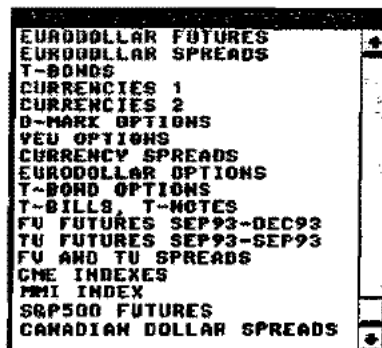 EURODOLLAR FUTURES
EURODOLLAR SPREADS
T-BONDS
CURRENCIES 1
CURRENCIES 2
D-MARK OPTIONS
YEU OPTIONS
CURRENCY SPREADS
EURODOLLAR OPTIONS
T-BOND OPTIONS
T-BILLS, T-NOTES
FV FUTURES SEP93-DEC93
TU FUTURES SEP93-SEP93
FV AND TU SPREADS
CME INDEXES
MMI INDEX
S&P500 FUTURES
CANADIAN DOLLAR SPREADS